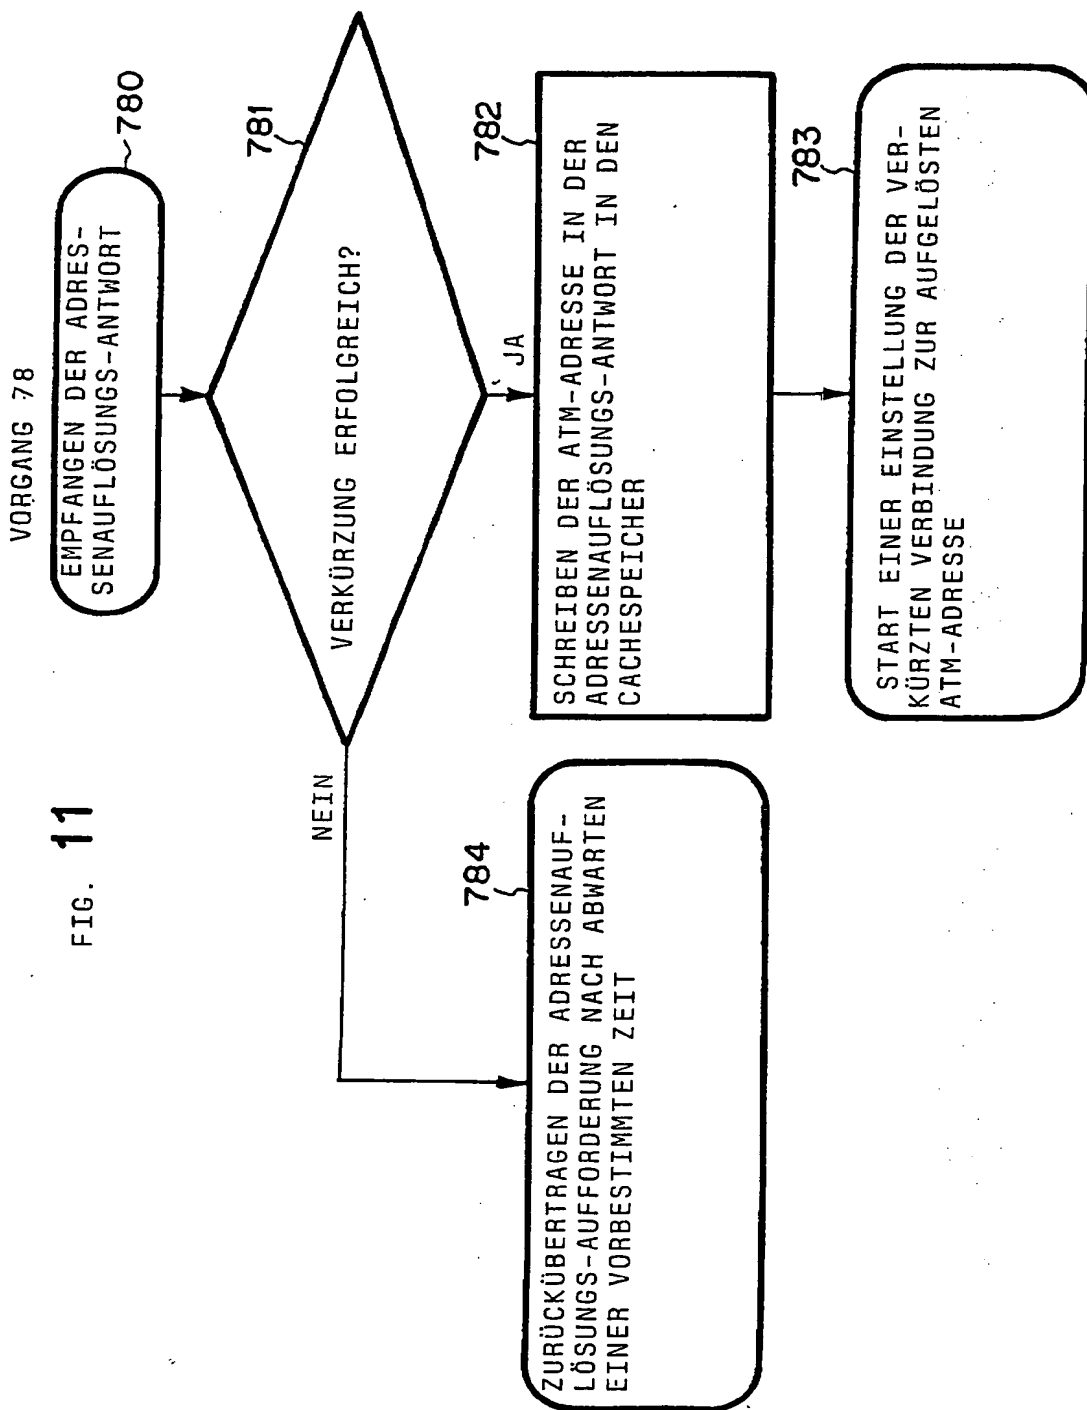 FIG. 11
VORGANG 78
EMPFANGEN DER ADRES-
SENAUFLÖSUNGS-ANTWORT
780
VERKÜRZUNG ERFOLGREICH?
781
NEIN
JA
SCHREIBEN DER ATM-ADRESSE IN DER
ADRESSENAUFLÖSUNGS-ANTWORT IN DEN
CACHESPEICHER
782
START EINER EINSTELLUNG DER VER-
KÜRZTEN VERBINDUNG ZUR AUFGELÖSTEN
ATM-ADRESSE
783
ZURÜCKÜBERTRAGEN DER ADRESSENAUF-
LÖSUNGS-AUFFORDERUNG NACH ABWARTEN
EINER VORBESTIMMTEN ZEIT
784